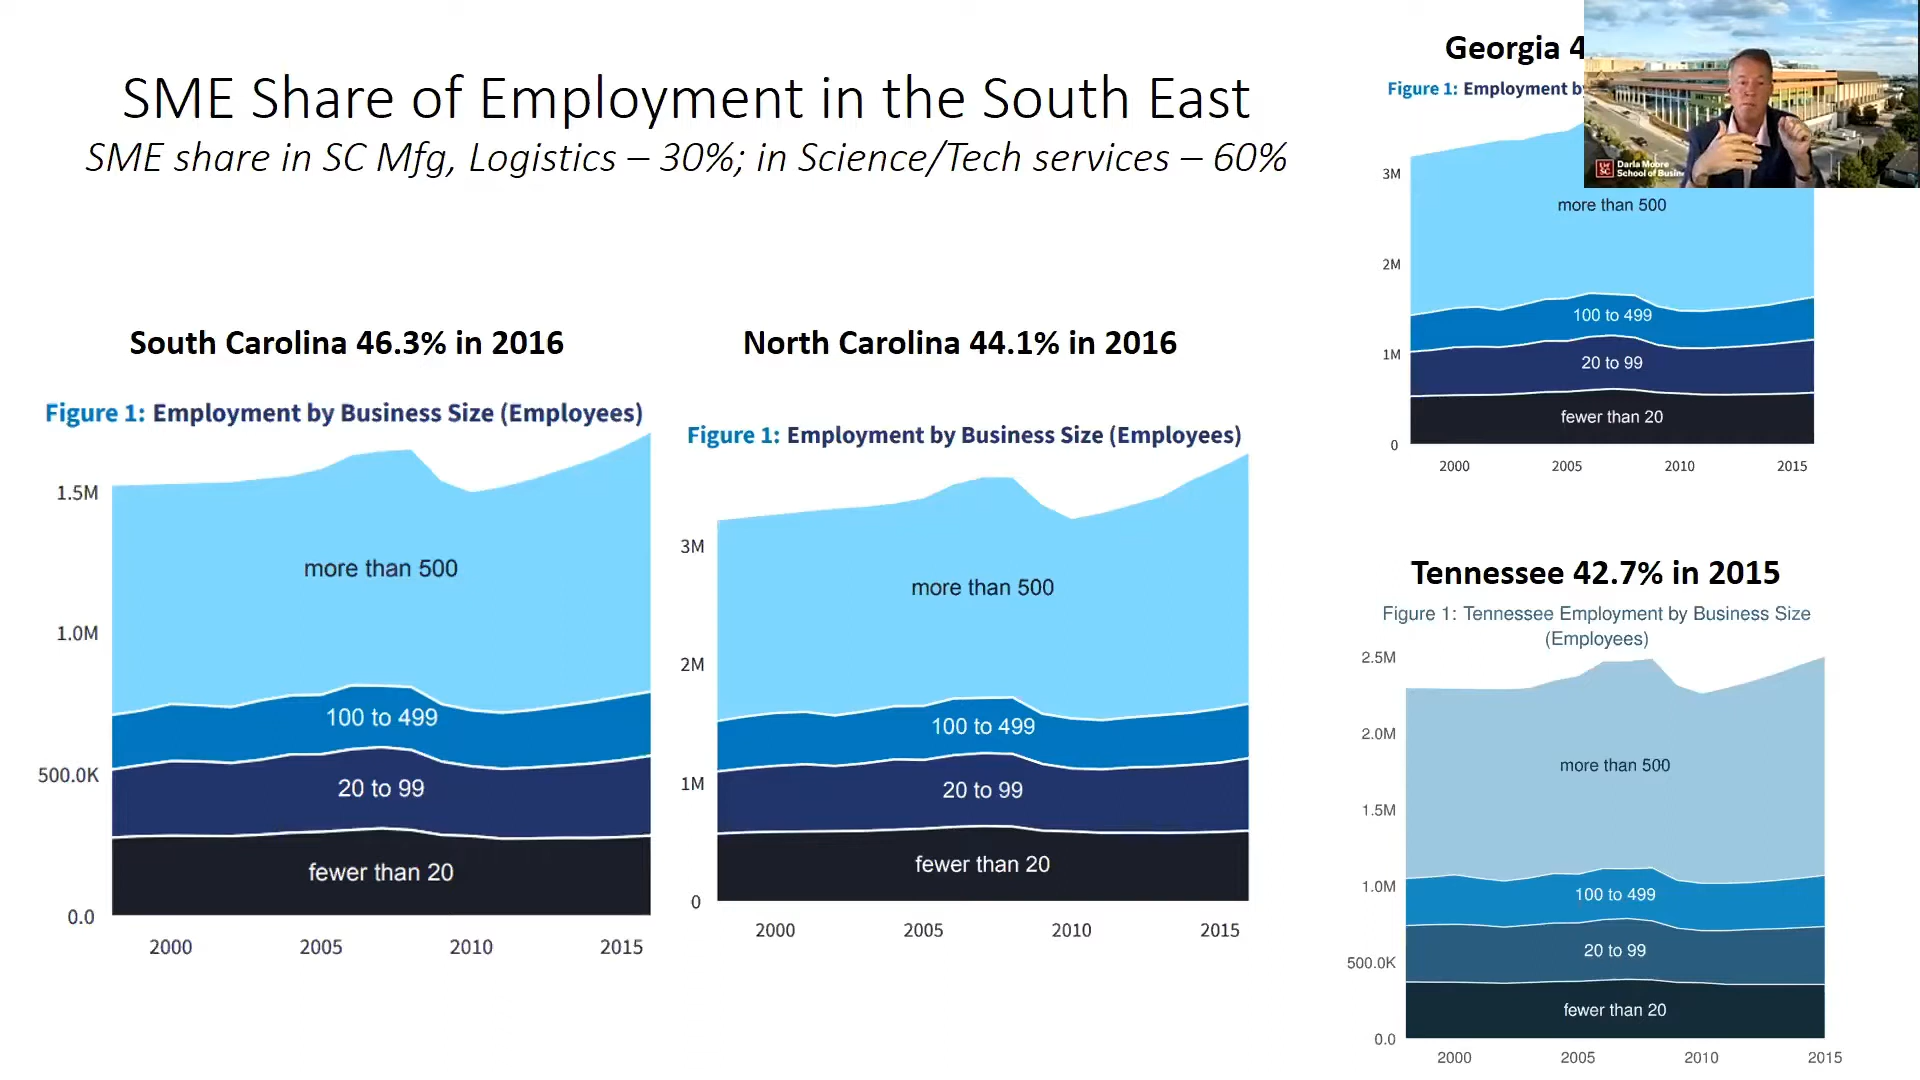 SME Share of Employment in the South East
SME share in SC Mfg, Logistics – 30%; in Science/Tech services – 60%
South Carolina 46.3% in 2016
Figure 1: Employment by Business Size (Employees)
1.5M
1.0M
500.0K
0.0
more than 500
100 to 499
20 to 99
fewer than 20
2000 2005 2010 2015
North Carolina 44.1% in 2016
Figure 1: Employment by Business Size (Employees)
3M
2M
1M
0
more than 500
100 to 499
20 to 99
fewer than 20
2000 2005 2010 2015
Georgia 4
Figure 1: Employment b
3M
2M
1M
0
more than 500
100 to 499
20 to 99
fewer than 20
2000 2005 2010 2015
Darla Moore
School of Busin
Tennessee 42.7% in 2015
Figure 1: Tennessee Employment by Business Size
(Employees)
2.5M
2.0M
1.5M
1.0M
500.0K
0.0
more than 500
100 to 499
20 to 99
fewer than 20
2000 2005 2010 2015